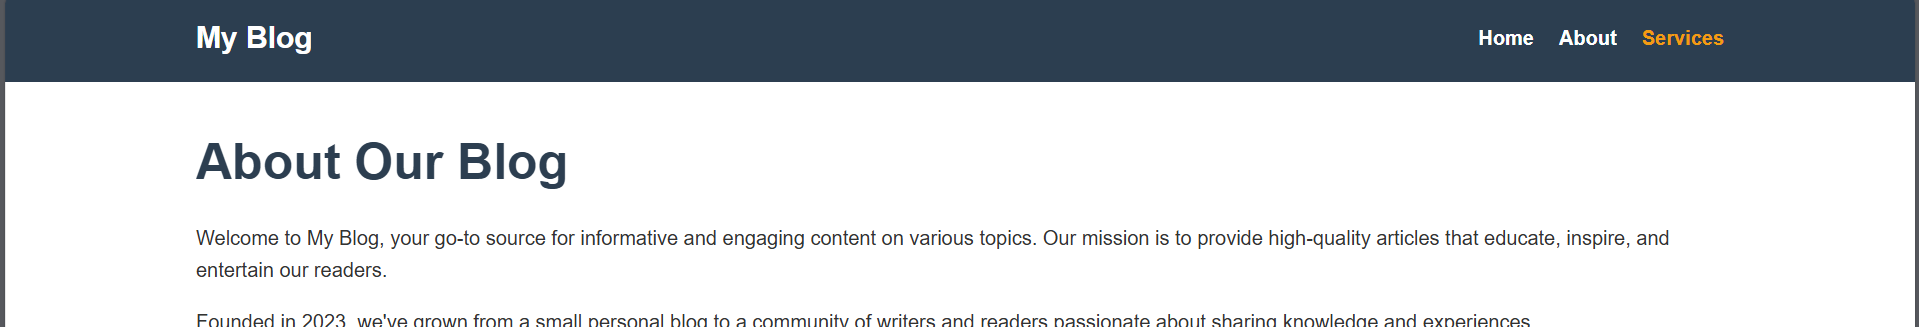 My Blog
Home About Services
About Our Blog
Welcome to My Blog, your go-to source for informative and engaging content on various topics. Our mission is to provide high-quality articles that educate, inspire, and
entertain our readers.
Founded in 2023, we've grown from a small personal blog to a community of writers and readers passionate about sharing knowledge and experiences.